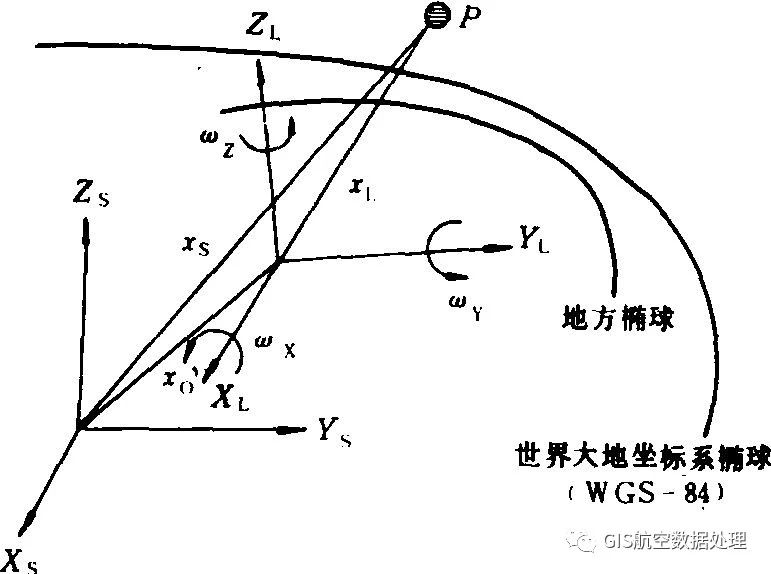 P
Z_L
ω_Z
x_L
Z_S
x_S
Y_L
ω_Y
地方椭球
ω_X
x_O
X_L
Y_S
世界大地坐标系椭球
(WGS-84)
X_S
GIS航空数据处理